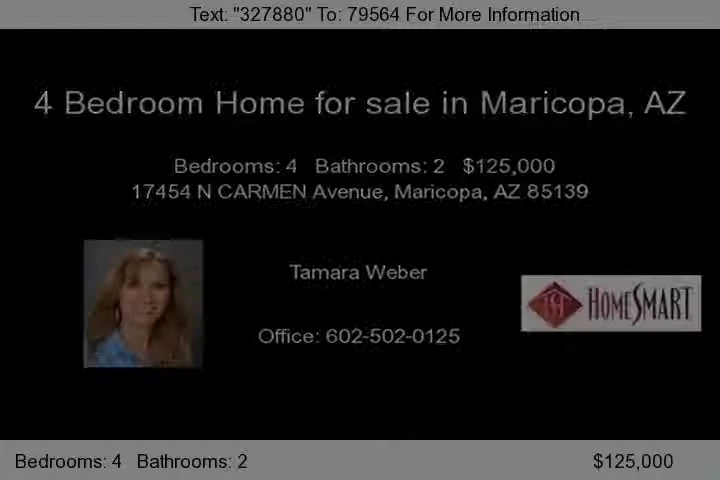 Text: "327880" To: 79564 For More Information
4 Bedroom Home for sale in Maricopa, AZ
Bedrooms: 4 Bathrooms: 2 $125,000
17454 N CARMEN Avenue, Maricopa, AZ 85139
Tamara Weber
HOMESMART
Office: 602-502-0125
Bedrooms: 4 Bathrooms: 2 $125,000